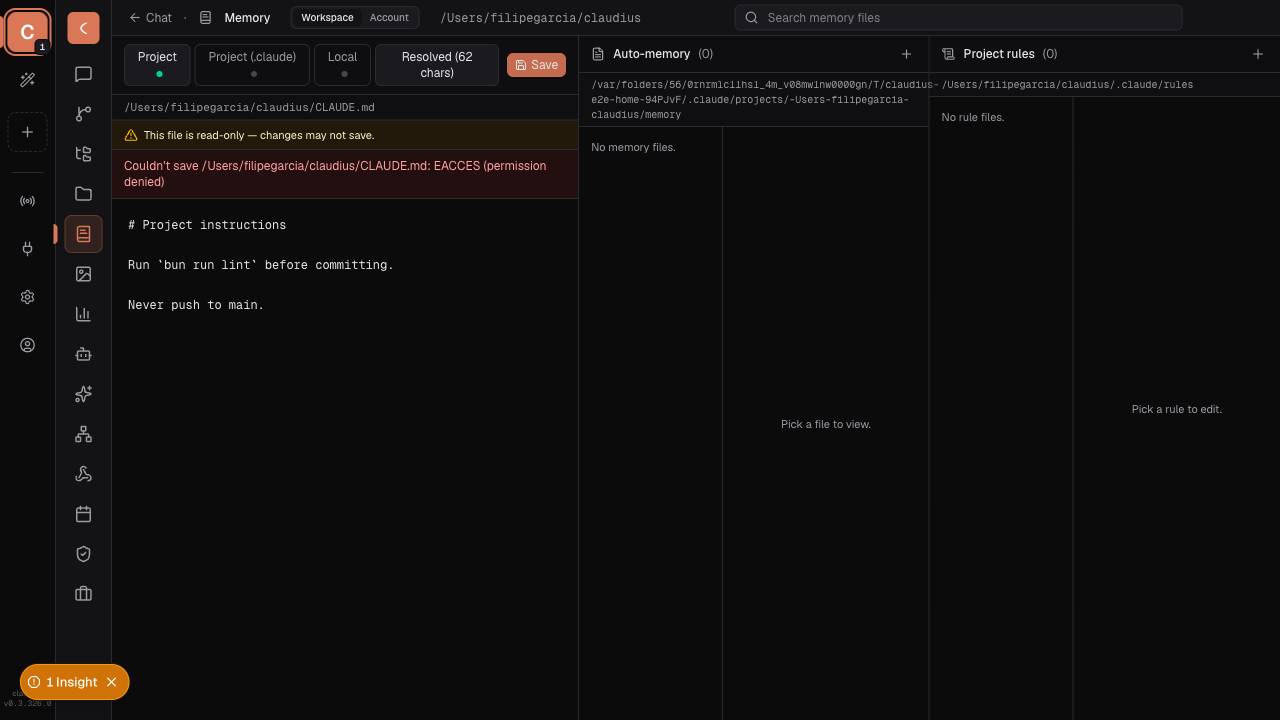 C
1
Chat · Memory
Workspace Account
/Users/filipegarcia/claudius
Search memory files
Project
Project (.claude)
Local
Resolved (62
chars)
Save
/Users/filipegarcia/claudius/CLAUDE.md
This file is read-only — changes may not save.
Couldn't save /Users/filipegarcia/claudius/CLAUDE.md: EACCES (permission
denied)
# Project instructions
Run `bun run lint` before committing.
Never push to main.
Auto-memory (0)
e2e-home-94PJvF/.claude/projects/-Users-filipegarcia-
claudius/memory
No memory files.
Pick a file to view.
Project rules (0)
/Users/filipegarcia/claudius/.claude/rules
No rule files.
Pick a rule to edit.
1 Insight
v0.3.326.0